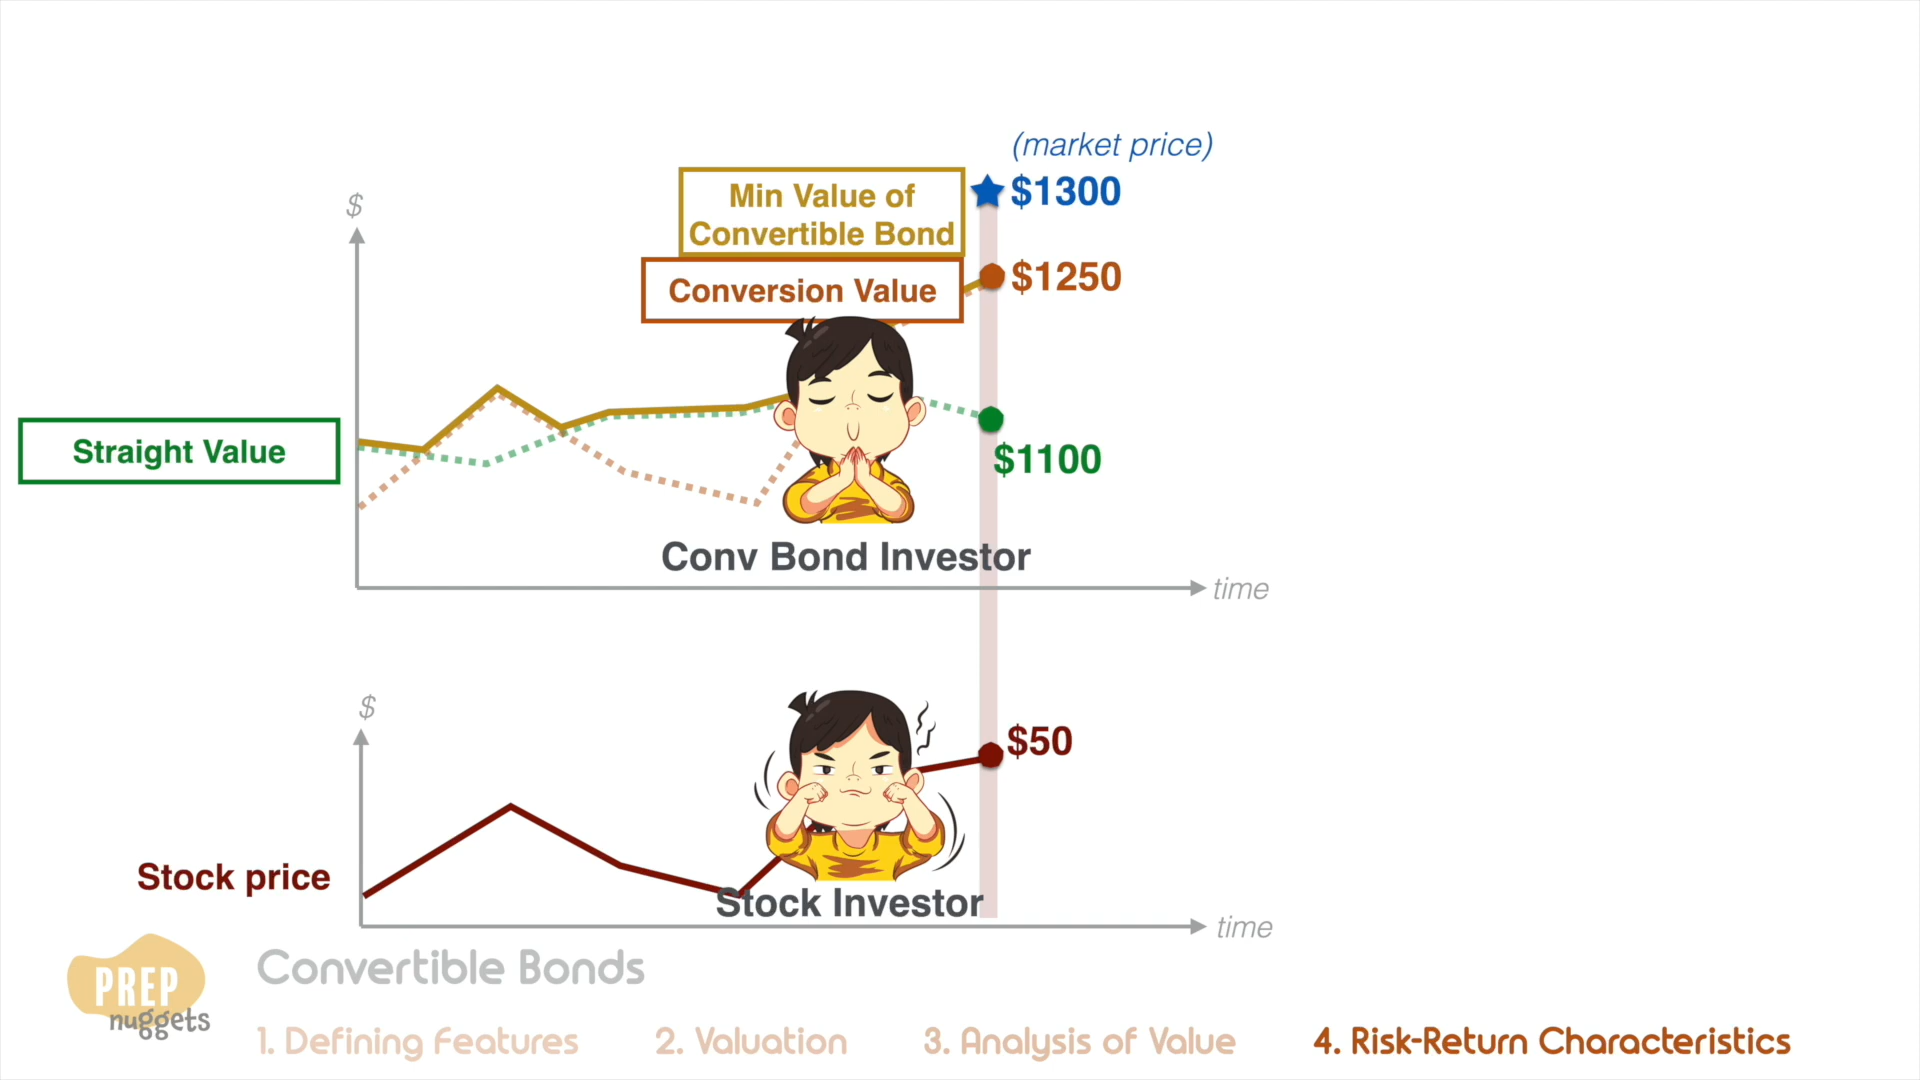 (market price)
$1300
Min Value of
Convertible Bond
$
$1250
Conversion Value
Straight Value
$1100
Conv Bond Investor
time
$
$50
Stock price
Stock Investor
time
PREP
nuggets
Convertible Bonds
1. Defining Features
2. Valuation
3. Analysis of Value
4. Risk-Return Characteristics